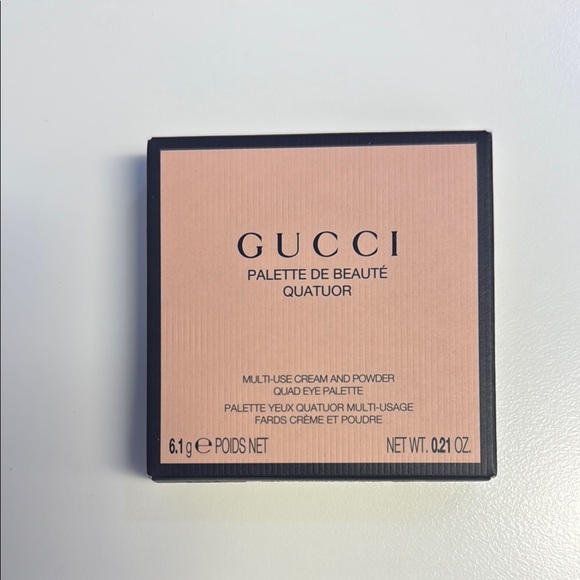 GUCCI
PALETTE DE BEAUTÉ
QUATUOR
MULTI-USE CREAM AND POWDER
QUAD EYE PALETTE
PALETTE YEUX QUATUOR MULTI-USAGE
FARDS CRÈME ET POUDRE
6.1 g ℮ POIDS NET NET WT. 0.21 OZ.